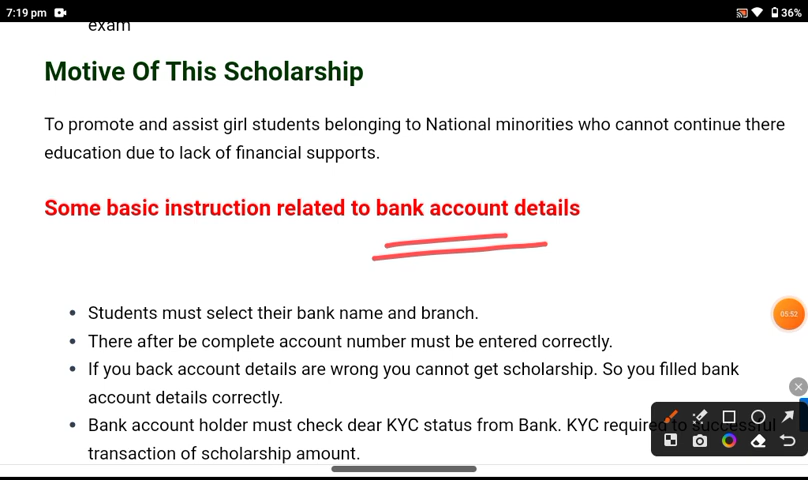 7:19 pm
36%
exam
Motive Of This Scholarship
To promote and assist girl students belonging to National minorities who cannot continue there
education due to lack of financial supports.
Some basic instruction related to bank account details
Students must select their bank name and branch.
There after be complete account number must be entered correctly.
05:52
If you back account details are wrong you cannot get scholarship. So you filled bank
account details correctly.
Bank account holder must check dear KYC status from Bank. KYC required to successful
transaction of scholarship amount.